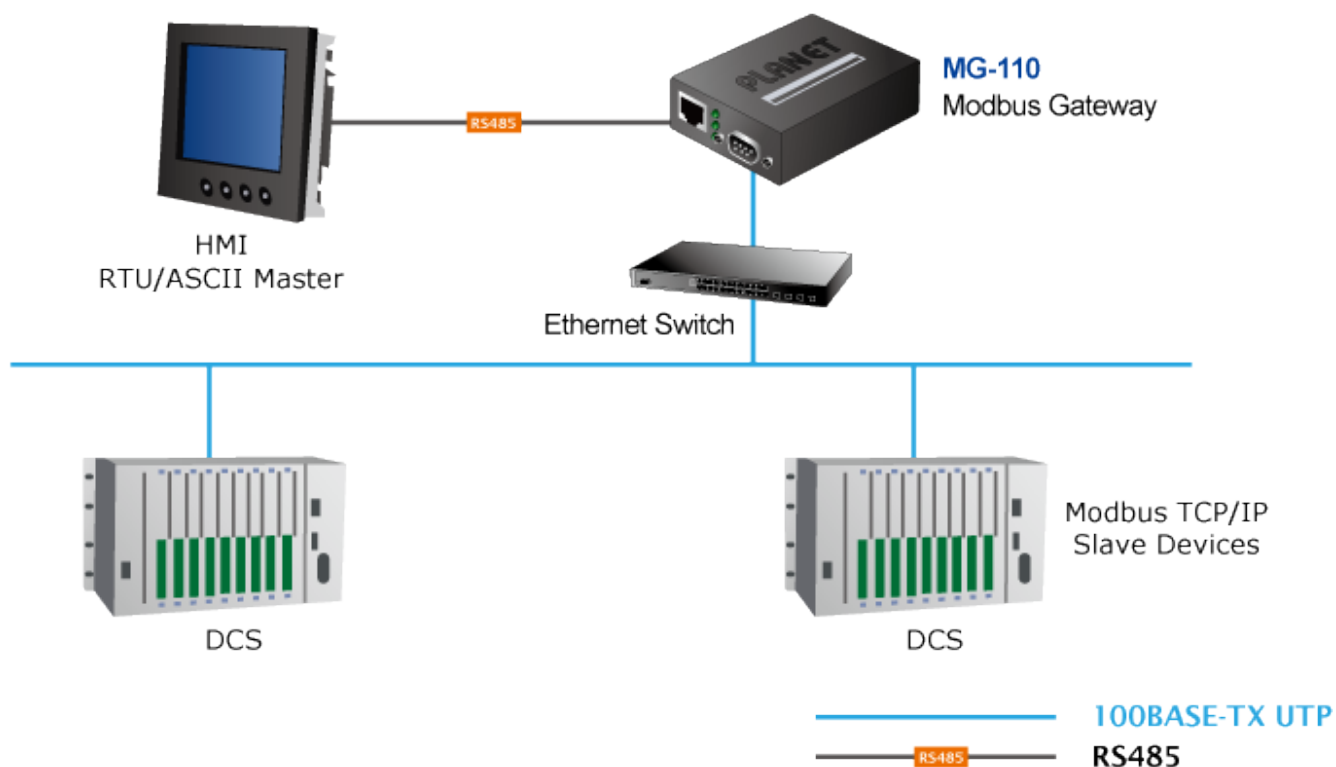 PLANET
MG-110
Modbus Gateway
RS485
HMI
RTU/ASCII Master
Ethernet Switch
Modbus TCP/IP
Slave Devices
DCS
DCS
100BASE-TX UTP
RS485
RS485